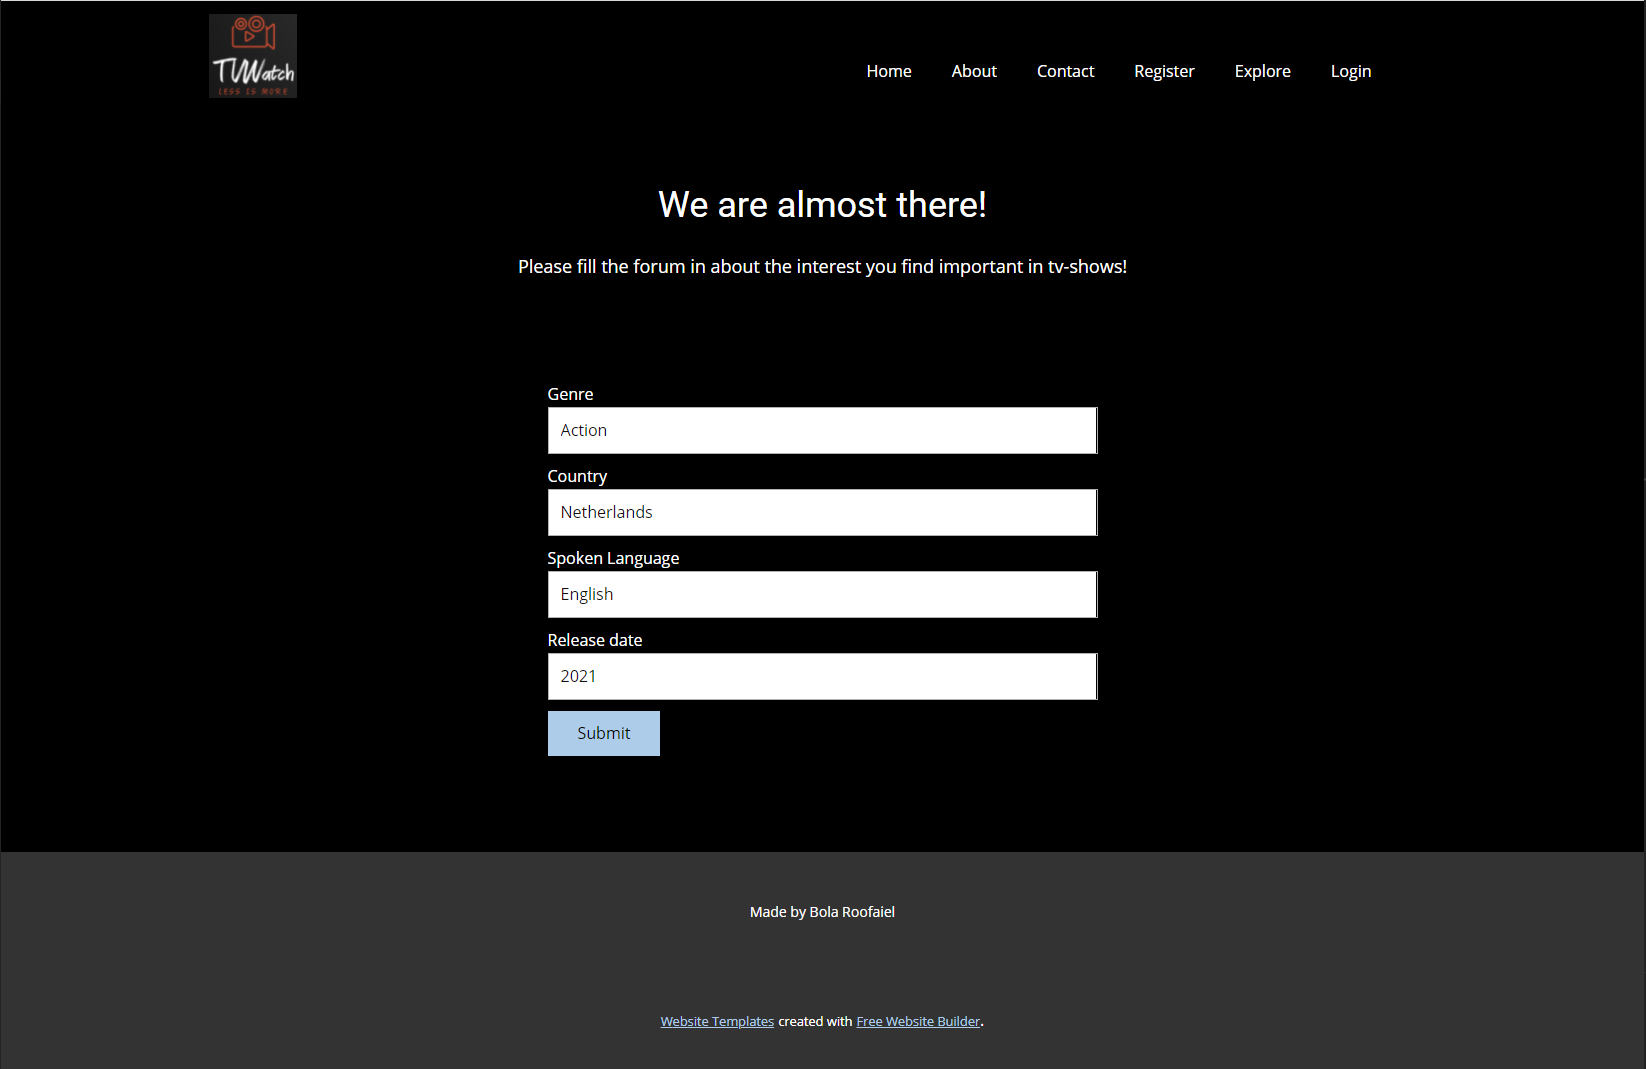 TVWatch
LESS IS MORE
Home About Contact Register Explore Login
We are almost there!
Please fill the forum in about the interest you find important in tv-shows!
Genre
Action
Country
Netherlands
Spoken Language
English
Release date
2021
Submit
Made by Bola Roofaiel
Website Templates created with Free Website Builder.